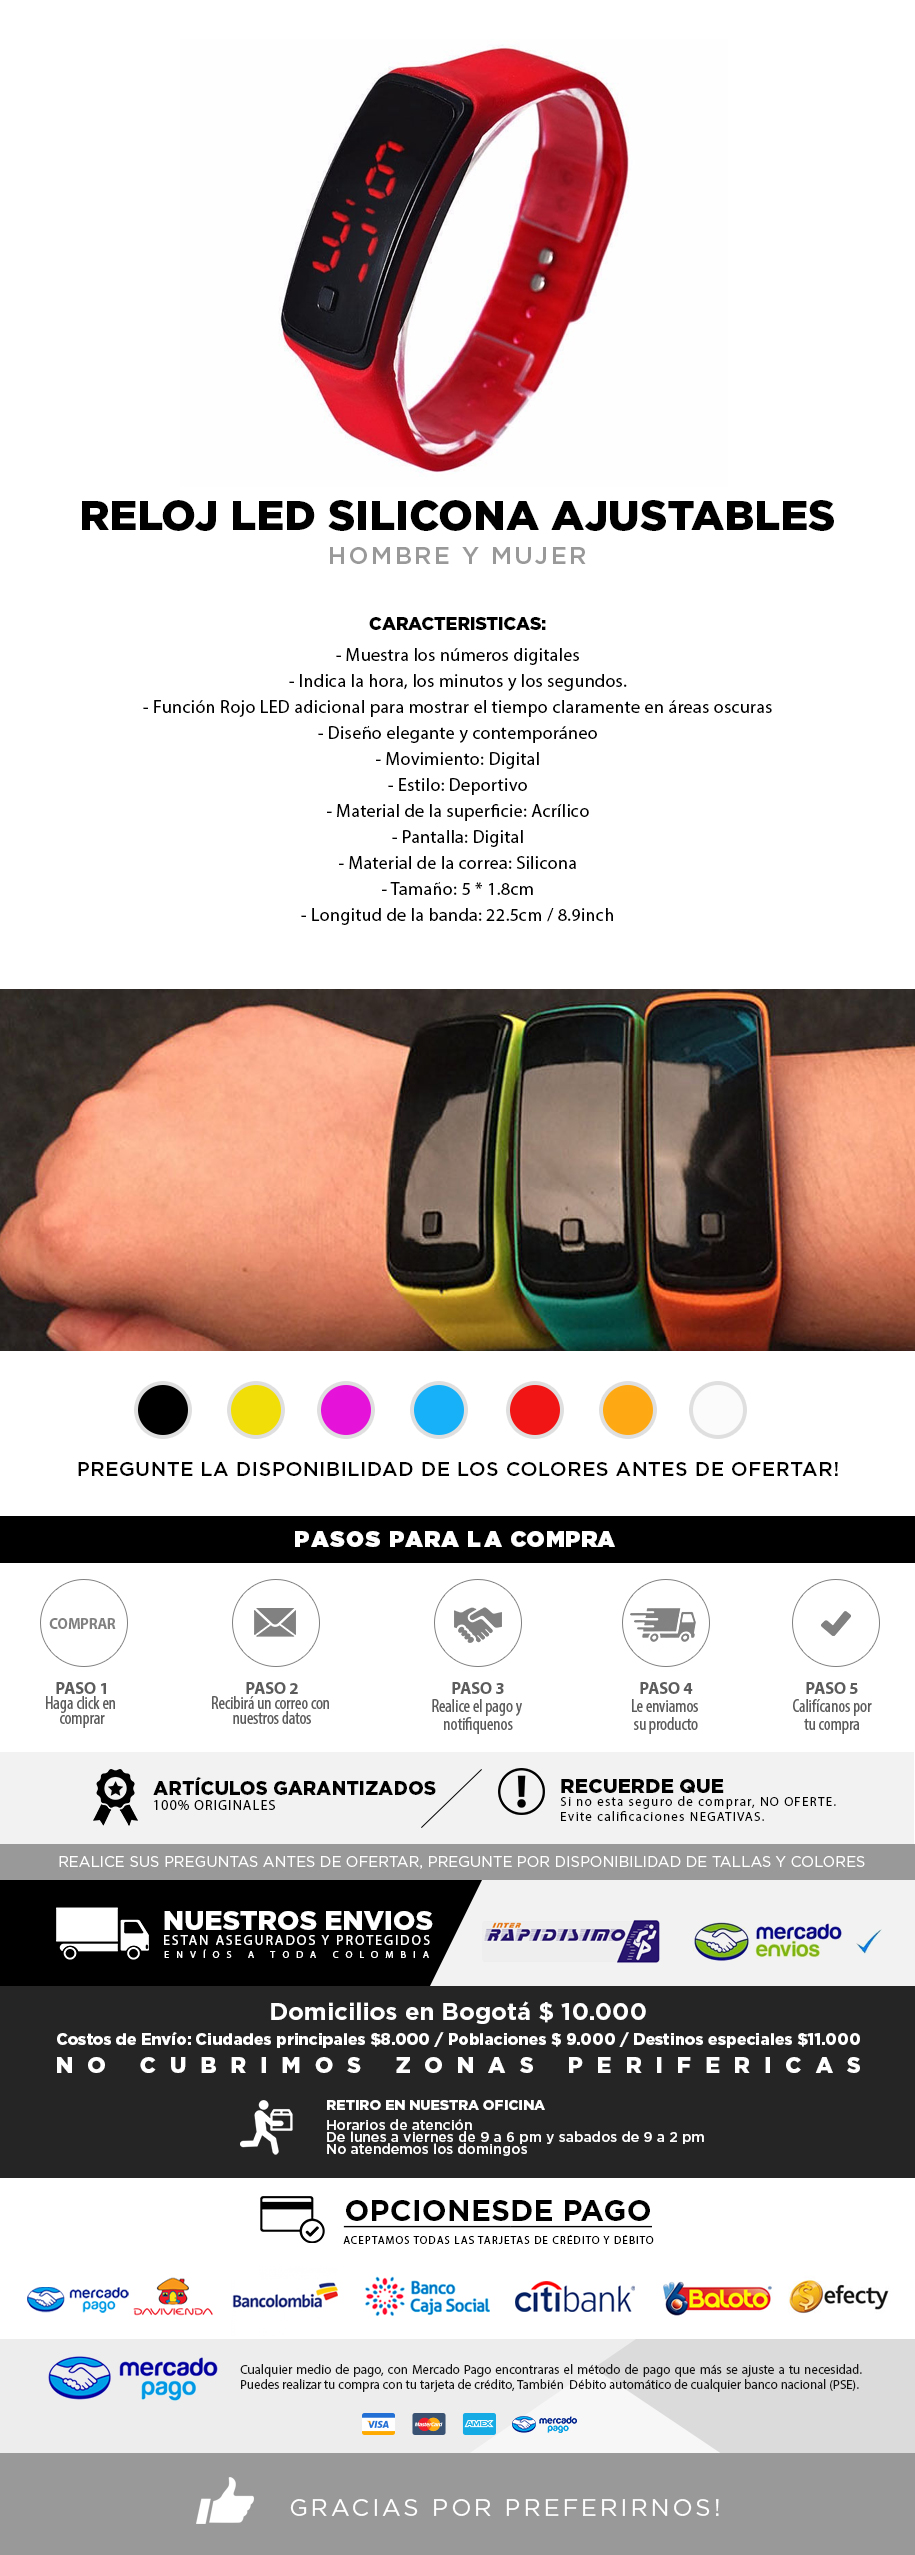 RELOJ LED SILICONA AJUSTABLES
HOMBRE Y MUJER
CARACTERISTICAS:
- Muestra los números digitales
- Indica la hora, los minutos y los segundos.
- Función Rojo LED adicional para mostrar el tiempo claramente en áreas oscuras
- Diseño elegante y contemporáneo
- Movimiento: Digital
- Estilo: Deportivo
- Material de la superficie: Acrílico
- Pantalla: Digital
- Material de la correa: Silicona
- Tamaño: 5 * 1.8cm
- Longitud de la banda: 22.5cm / 8.9inch
PREGUNTE LA DISPONIBILIDAD DE LOS COLORES ANTES DE OFERTAR!
PASOS PARA LA COMPRA
COMPRAR
PASO 1
Haga click en
comprar
PASO 2
Recibirá un correo con
nuestros datos
PASO 3
Realice el pago y
notifiquenos
PASO 4
Le enviamos
su producto
PASO 5
Califícanos por
tu compra
ARTÍCULOS GARANTIZADOS
100% ORIGINALES
RECUERDE QUE
Si no esta seguro de comprar, NO OFERTE.
Evite calificaciones NEGATIVAS.
REALICE SUS PREGUNTAS ANTES DE OFERTAR, PREGUNTE POR DISPONIBILIDAD DE TALLAS Y COLORES
NUESTROS ENVIOS
ESTAN ASEGURADOS Y PROTEGIDOS
ENVÍOS A TODA COLOMBIA
INTER
RAPIDISIMO
mercado
envios
Domicilios en Bogotá $ 10.000
Costos de Envío: Ciudades principales $8.000 / Poblaciones $ 9.000 / Destinos especiales $11.000
NO CUBRIMOS ZONAS PERIFERICAS
RETIRO EN NUESTRA OFICINA
Horarios de atención
De lunes a viernes de 9 a 6 pm y sabados de 9 a 2 pm
No atendemos los domingos
OPCIONESDE PAGO
ACEPTAMOS TODAS LAS TARJETAS DE CRÉDITO Y DÉBITO
mercado
pago
DAVIVIENDA
Bancolombia
Banco
Caja Social
citibank
Baloto
efecty
mercado
pago
Cualquier medio de pago, con Mercado Pago encontraras el método de pago que más se ajuste a tu necesidad.
Puedes realizar tu compra con tu tarjeta de crédito, También Débito automático de cualquier banco nacional (PSE).
VISA
MasterCard
AMEX
mercado
pago
GRACIAS POR PREFERIRNOS!